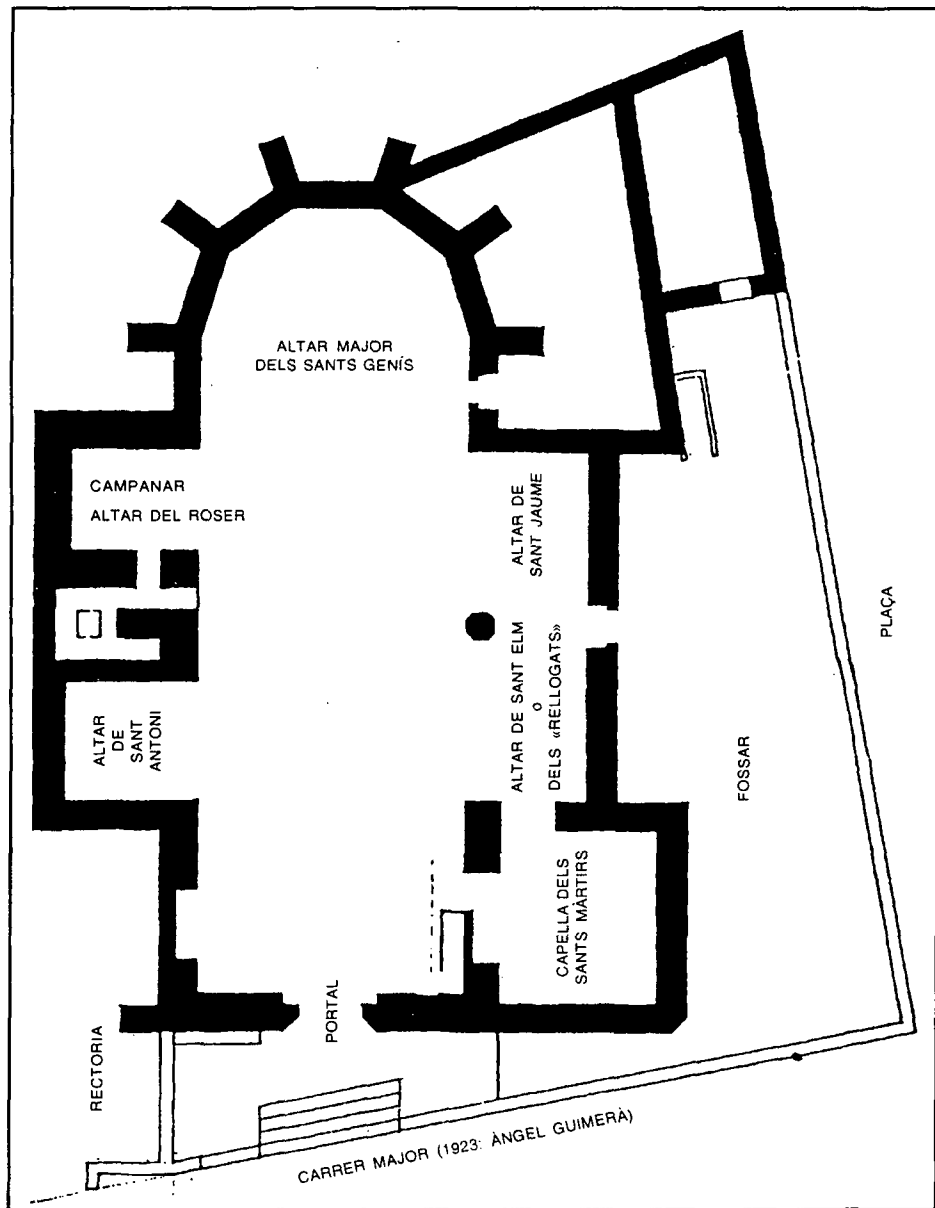 ALTAR MAJOR
DELS SANTS GENÍS
CAMPANAR
ALTAR DEL ROSER
ALTAR DE
SANT JAUME
ALTAR DE SANT ELM
o
DELS «RELLOGATS»
PLAÇA
ALTAR
DE
SANT
ANTONI
FOSSAR
CAPELLA DELS
SANTS MÀRTIRS
PORTAL
RECTORIA
CARRER MAJOR (1923: ÀNGEL GUIMERÀ)